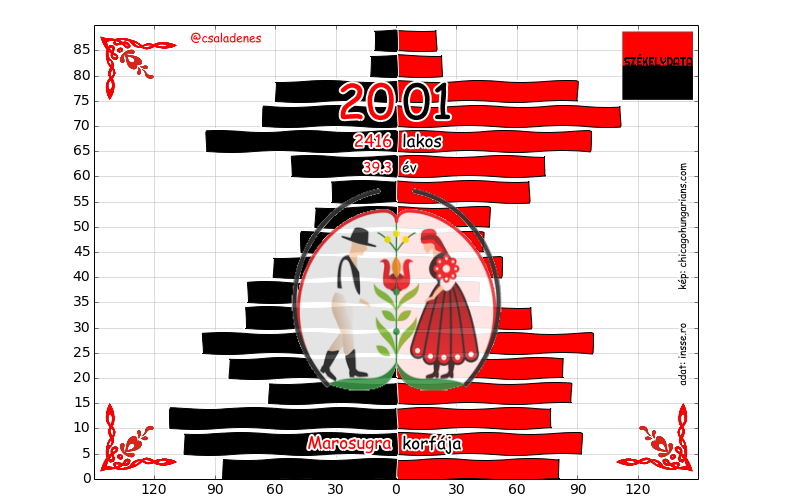 @csaladenes
SZÉKELYDATA
2001
2416 lakos
39.3 év
kép: chicagohungarians.com
adat: insse.ro
Marosugra korfája
85
80
75
70
65
60
55
50
45
40
35
30
25
20
15
10
5
0
120 90 60 30 0 30 60 90 120